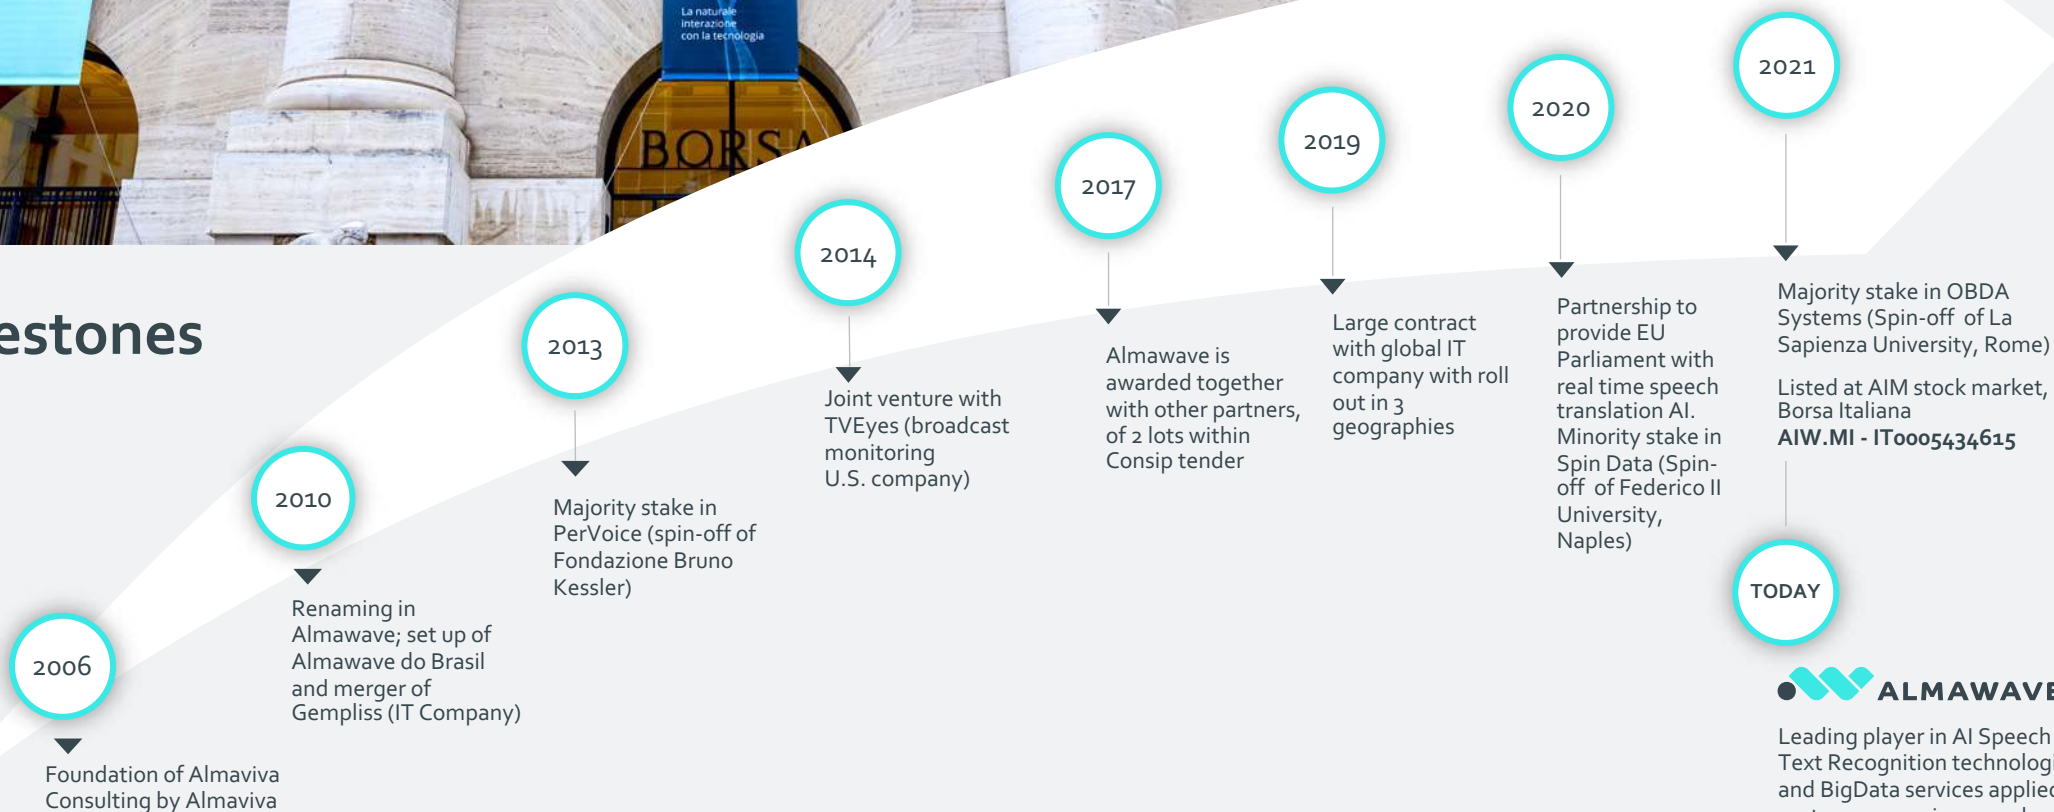 La naturale
interazione
con la tecnologia
BORSA
estones
2006
Foundation of Almaviva
Consulting by Almaviva
2010
Renaming in
Almawave; set up of
Almawave do Brasil
and merger of
Gempliss (IT Company)
2013
Majority stake in
PerVoice (spin-off of
Fondazione Bruno
Kessler)
2014
Joint venture with
TVEyes (broadcast
monitoring
U.S. company)
2017
Almawave is
awarded together
with other partners,
of 2 lots within
Consip tender
2019
Large contract
with global IT
company with roll
out in 3
geographies
2020
Partnership to
provide EU
Parliament with
real time speech
translation AI.
Minority stake in
Spin Data (Spin-
off of Federico II
University,
Naples)
2021
Majority stake in OBDA
Systems (Spin-off of La
Sapienza University, Rome)
Listed at AIM stock market,
Borsa Italiana
AIW.MI - IT0005434615
TODAY
ALMAWAVE
Leading player in AI Speech
Text Recognition technologi
and BigData services applied